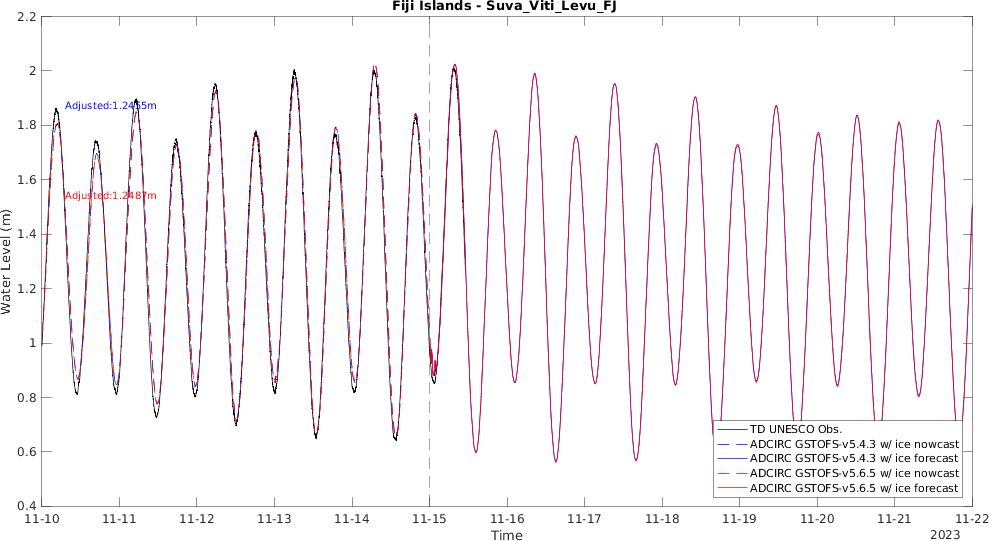 Fiji Islands - Suva_Viti_Levu_FJ
2.2
2
1.8
1.6
1.4
1.2
1
0.8
0.6
0.4
Water Level (m)
Adjusted:1.2455m
Adjusted:1.2487m
TD UNESCO Obs.
ADCIRC GSTOFS-v5.4.3 w/ ice nowcast
ADCIRC GSTOFS-v5.4.3 w/ ice forecast
ADCIRC GSTOFS-v5.6.5 w/ ice nowcast
ADCIRC GSTOFS-v5.6.5 w/ ice forecast
11-10 11-11 11-12 11-13 11-14 11-15 11-16 11-17 11-18 11-19 11-20 11-21 11-22
Time
2023